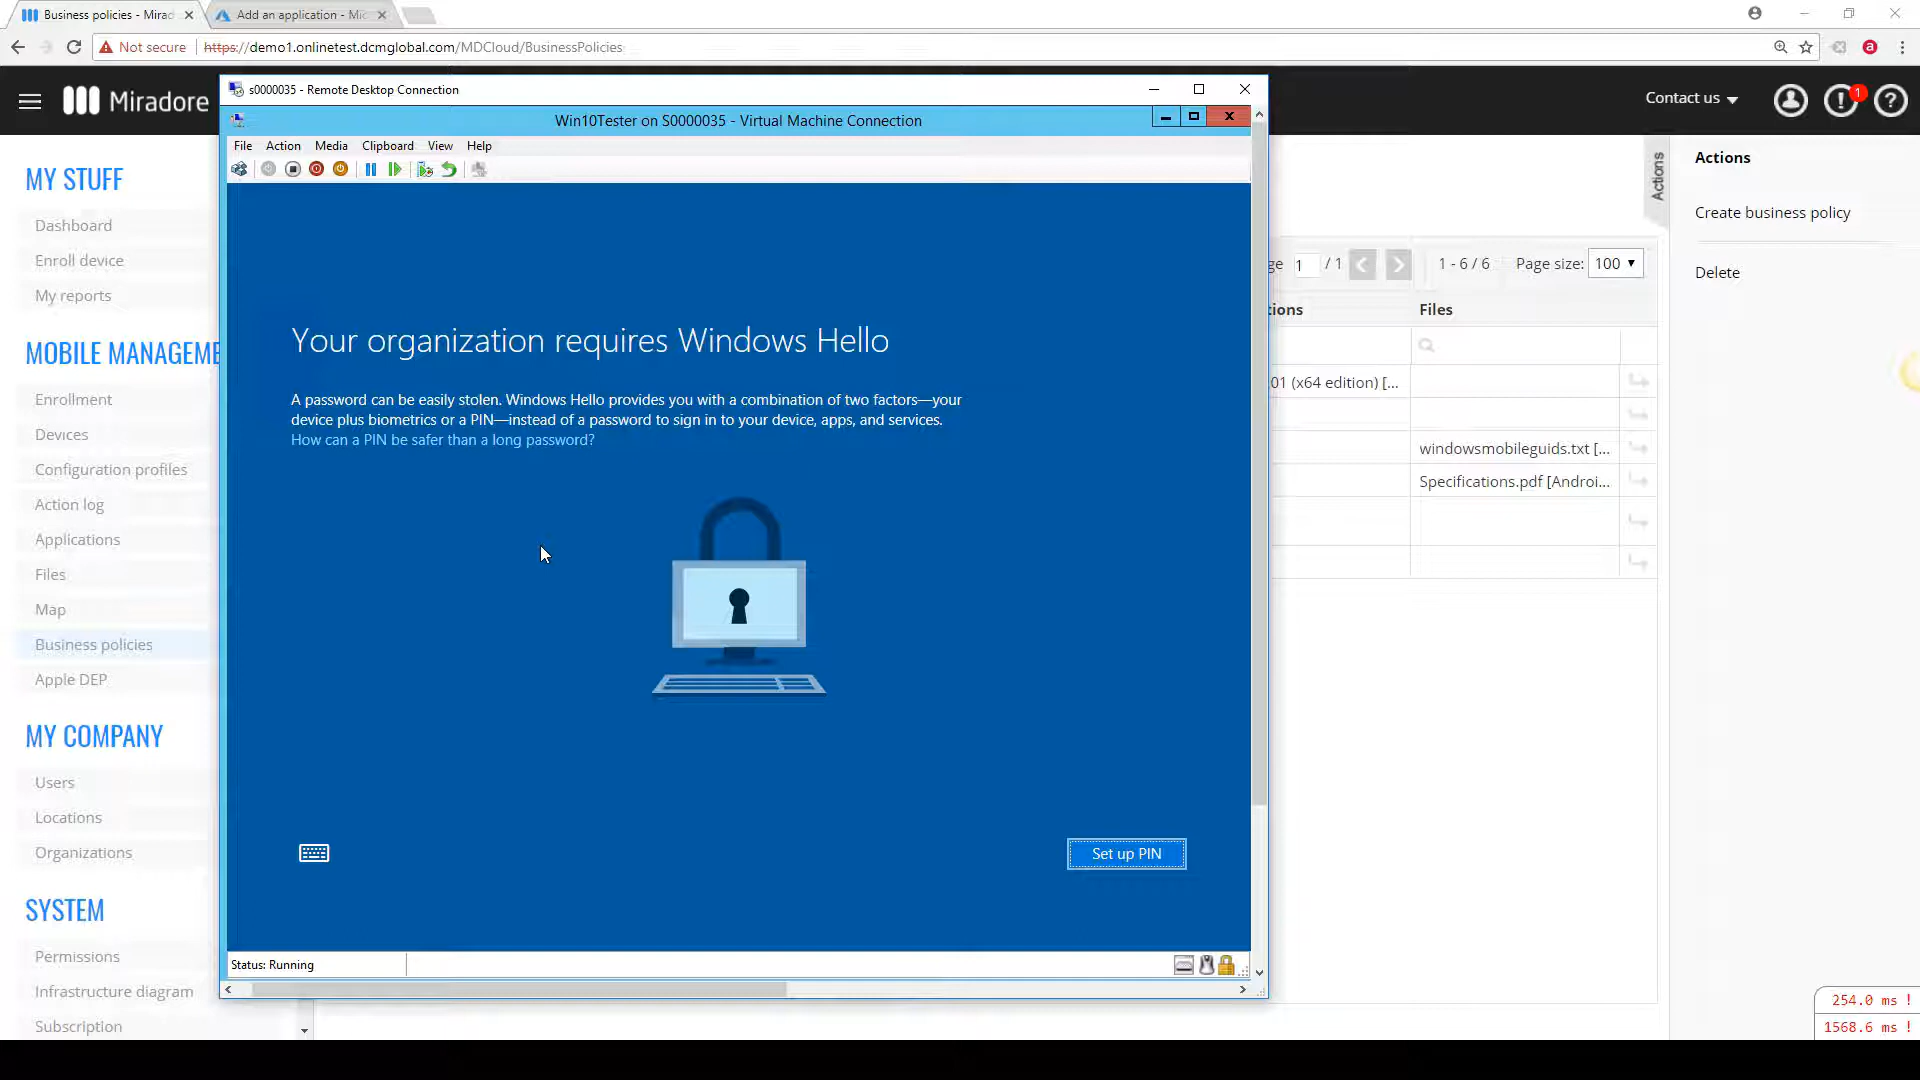 Business policies - Mirad
Add an application - Mic
Not secure
https://demo1.onlinetest.dcmglobal.com/MDCloud/BusinessPolicies
a
Miradore
Contact us
1
MY STUFF
Dashboard
Enroll device
My reports
MOBILE MANAGEME
Enrollment
Devices
Configuration profiles
Action log
Applications
Files
Map
Business policies
Apple DEP
MY COMPANY
Users
Locations
Organizations
SYSTEM
Permissions
Infrastructure diagram
Subscription
s0000035 - Remote Desktop Connection
Win10Tester on S0000035 - Virtual Machine Connection
File Action Media Clipboard View Help
Your organization requires Windows Hello
A password can be easily stolen. Windows Hello provides you with a combination of two factors—your
device plus biometrics or a PIN—instead of a password to sign in to your device, apps, and services.
How can a PIN be safer than a long password?
Set up PIN
Status: Running
ge 1 / 1 1 - 6 / 6 Page size: 100
tions Files
01 (x64 edition) [...
windowsmobileguids.txt [...
Specifications.pdf [Androi...
Actions
Actions
Create business policy
Delete
254.0 ms !
1568.6 ms !